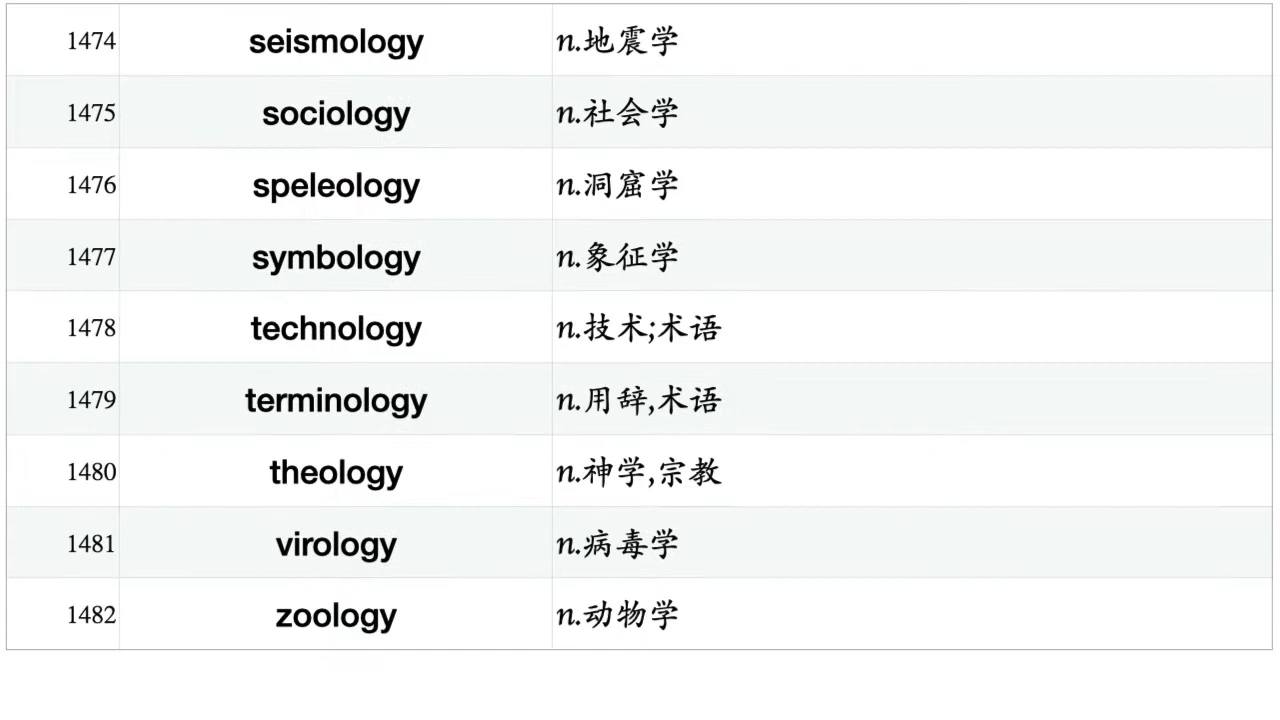 1474 seismology n.地震学
1475 sociology n.社会学
1476 speleology n.洞窟学
1477 symbology n.象征学
1478 technology n.技术;术语
1479 terminology n.用辞,术语
1480 theology n.神学,宗教
1481 virology n.病毒学
1482 zoology n.动物学